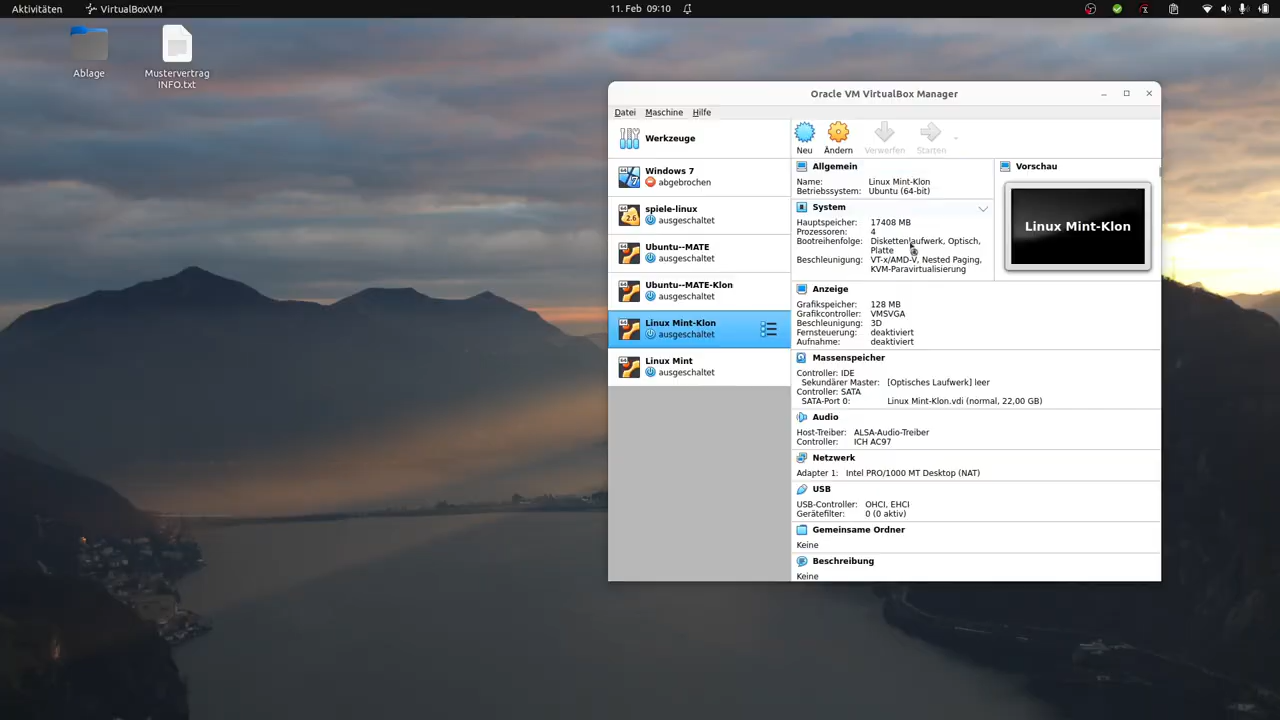 Aktivitäten
VirtualBoxVM
11. Feb 09:10
Ablage
Mustervertrag
INFO.txt
Oracle VM VirtualBox Manager
Datei Maschine Hilfe
Werkzeuge
Windows 7
abgebrochen
spiele-linux
ausgeschaltet
Ubuntu--MATE
ausgeschaltet
Ubuntu--MATE-Klon
ausgeschaltet
Linux Mint-Klon
ausgeschaltet
Linux Mint
ausgeschaltet
Neu Ändern Verwerfen Starten
Allgemein
Name: Linux Mint-Klon
Betriebssystem: Ubuntu (64-bit)
System
Hauptspeicher: 17408 MB
Prozessoren: 4
Bootreihenfolge: Diskettenlaufwerk, Optisch,
Platte
Beschleunigung: VT-x/AMD-V, Nested Paging,
KVM-Paravirtualisierung
Vorschau
Linux Mint-Klon
Anzeige
Grafikspeicher: 128 MB
Grafikcontroller: VMSVGA
Beschleunigung: 3D
Fernsteuerung: deaktiviert
Aufnahme: deaktiviert
Massenspeicher
Controller: IDE
Sekundärer Master: [Optisches Laufwerk] leer
Controller: SATA
SATA-Port 0: Linux Mint-Klon.vdi (normal, 22,00 GB)
Audio
Host-Treiber: ALSA-Audio-Treiber
Controller: ICH AC97
Netzwerk
Adapter 1: Intel PRO/1000 MT Desktop (NAT)
USB
USB-Controller: OHCI, EHCI
Gerätefilter: 0 (0 aktiv)
Gemeinsame Ordner
Keine
Beschreibung
Keine